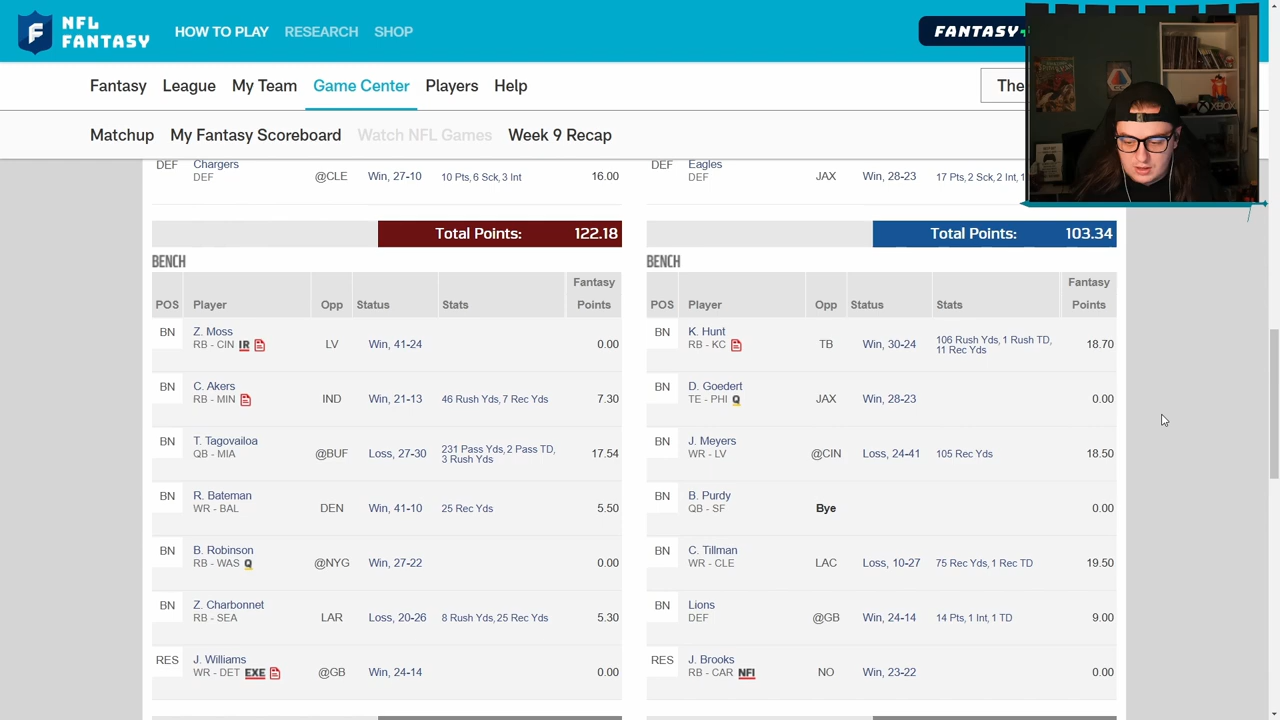 NFL
FANTASY
HOW TO PLAY RESEARCH SHOP
FANTASY+
Fantasy League My Team Game Center Players Help
The
Matchup My Fantasy Scoreboard Watch NFL Games Week 9 Recap
DEF Chargers DEF @CLE Win, 27-10 10 Pts, 6 Sck, 3 Int 16.00
DEF Eagles DEF JAX Win, 28-23 17 Pts, 2 Sck, 2 Int, 1
Total Points: 122.18
Total Points: 103.34
BENCH
BENCH
POS Player Opp Status Stats Fantasy Points
POS Player Opp Status Stats Fantasy Points
BN Z. Moss RB - CIN IR LV Win, 41-24 0.00
BN K. Hunt RB - KC TB Win, 30-24 106 Rush Yds, 1 Rush TD, 11 Rec Yds 18.70
BN C. Akers RB - MIN IND Win, 21-13 46 Rush Yds, 7 Rec Yds 7.30
BN D. Goedert TE - PHI Q JAX Win, 28-23 0.00
BN T. Tagovailoa QB - MIA @BUF Loss, 27-30 231 Pass Yds, 2 Pass TD, 3 Rush Yds 17.54
BN J. Meyers WR - LV @CIN Loss, 24-41 105 Rec Yds 18.50
BN R. Bateman WR - BAL DEN Win, 41-10 25 Rec Yds 5.50
BN B. Purdy QB - SF Bye 0.00
BN B. Robinson RB - WAS Q @NYG Win, 27-22 0.00
BN C. Tillman WR - CLE LAC Loss, 10-27 75 Rec Yds, 1 Rec TD 19.50
BN Z. Charbonnet RB - SEA LAR Loss, 20-26 8 Rush Yds, 25 Rec Yds 5.30
BN Lions DEF @GB Win, 24-14 14 Pts, 1 Int, 1 TD 9.00
RES J. Williams WR - DET EXE @GB Win, 24-14 0.00
RES J. Brooks RB - CAR NFI NO Win, 23-22 0.00
XBOX